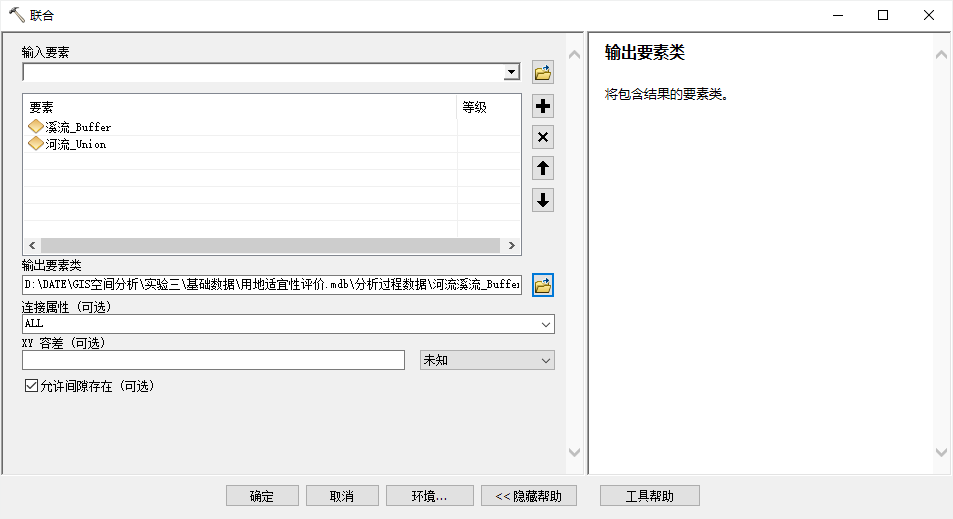 联合
输入要素
要素 等级
溪流_Buffer
河流_Union
输出要素类
D:\DATE\GIS空间分析\实验三\基础数据\用地适宜性评价.mdb\分析过程数据\河流溪流_Buffer
连接属性（可选）
ALL
XY 容差（可选）
未知
允许间隙存在（可选）
确定
取消
环境...
<< 隐藏帮助
输出要素类
将包含结果的要素类。
工具帮助